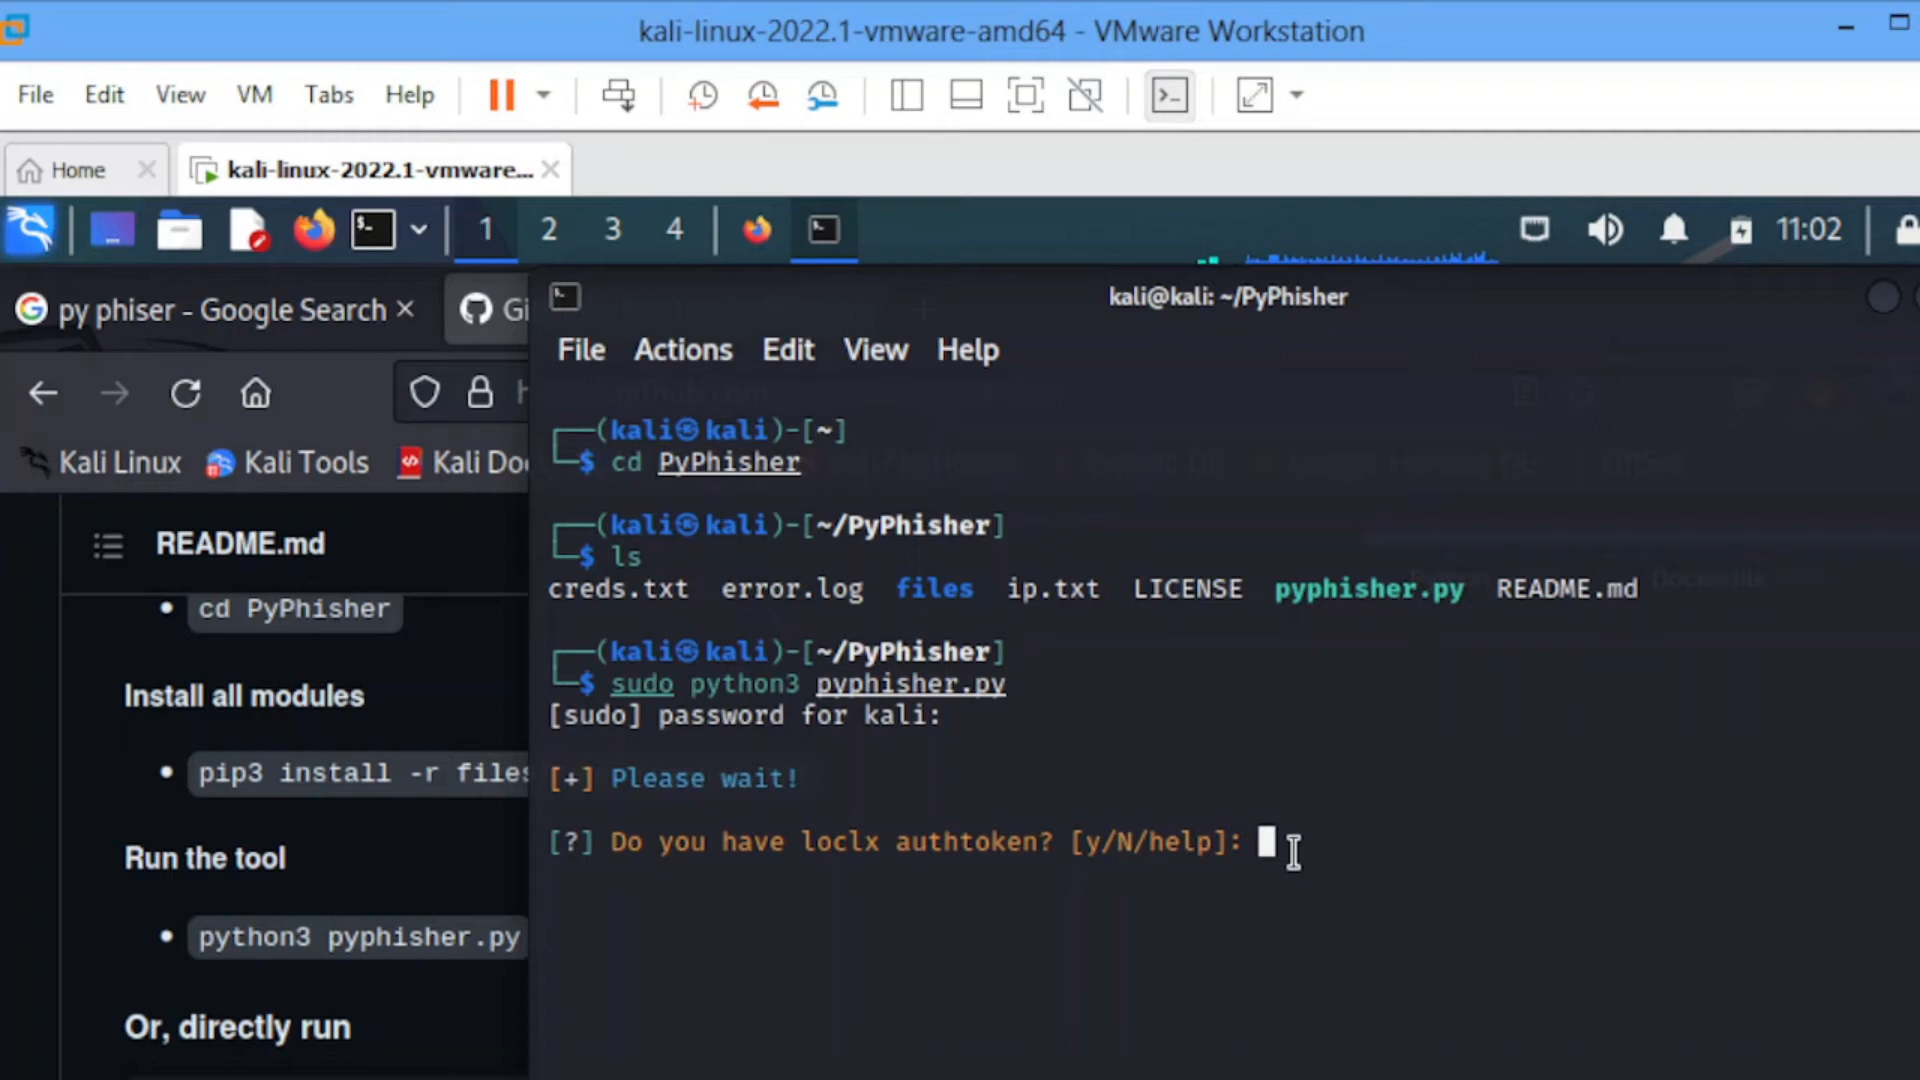 kali-linux-2022.1-vmware-amd64 - VMware Workstation
File Edit View VM Tabs Help
Home kali-linux-2022.1-vmware...
1 2 3 4 11:02
py phiser - Google Search
kali@kali: ~/PyPhisher
File Actions Edit View Help
Kali Linux Kali Tools Kali Do
(kali㉿kali)-[~]
$ cd PyPhisher
(kali㉿kali)-[~/PyPhisher]
$ ls
creds.txt error.log files ip.txt LICENSE pyphisher.py README.md
(kali㉿kali)-[~/PyPhisher]
$ sudo python3 pyphisher.py
[sudo] password for kali:
[+] Please wait!
[?] Do you have loclx authtoken? [y/N/help]:
README.md
cd PyPhisher
Install all modules
pip3 install -r files
Run the tool
python3 pyphisher.py
Or, directly run